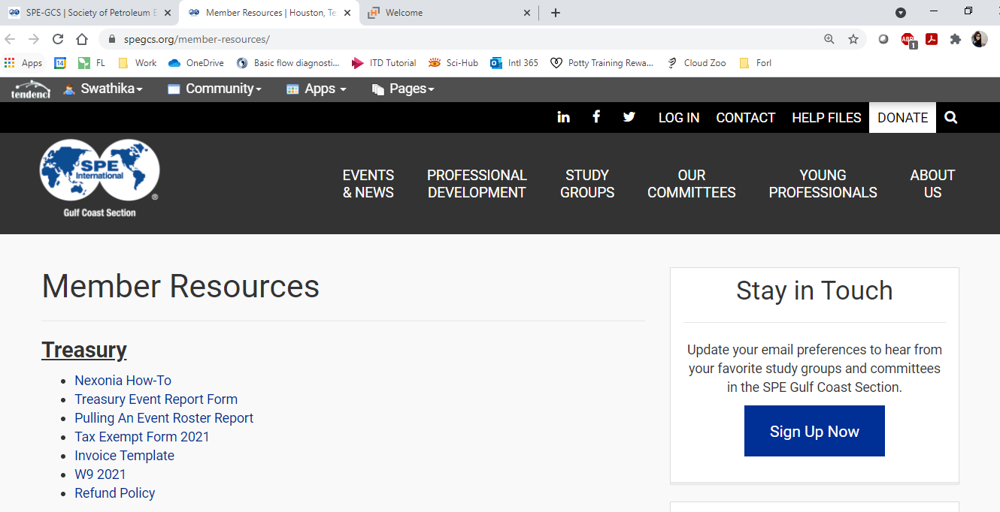 SPE-GCS | Society of Petroleum E
Member Resources | Houston, Te
Welcome
spegcs.org/member-resources/
ABP
1
Apps
14
FL
Work
OneDrive
Basic flow diagnosti...
ITD Tutorial
Sci-Hub
Intl 365
Potty Training Rewa...
Cloud Zoo
Forl
tendenci
Swathika
Community
Apps
Pages
in
f
LOG IN
CONTACT
HELP FILES
DONATE
SPE
International
®
Gulf Coast Section
EVENTS
& NEWS
PROFESSIONAL
DEVELOPMENT
STUDY
GROUPS
OUR
COMMITTEES
YOUNG
PROFESSIONALS
ABOUT
US
Member Resources
Treasury
Nexonia How-To
Treasury Event Report Form
Pulling An Event Roster Report
Tax Exempt Form 2021
Invoice Template
W9 2021
Refund Policy
Stay in Touch
Update your email preferences to hear from
your favorite study groups and committees
in the SPE Gulf Coast Section.
Sign Up Now